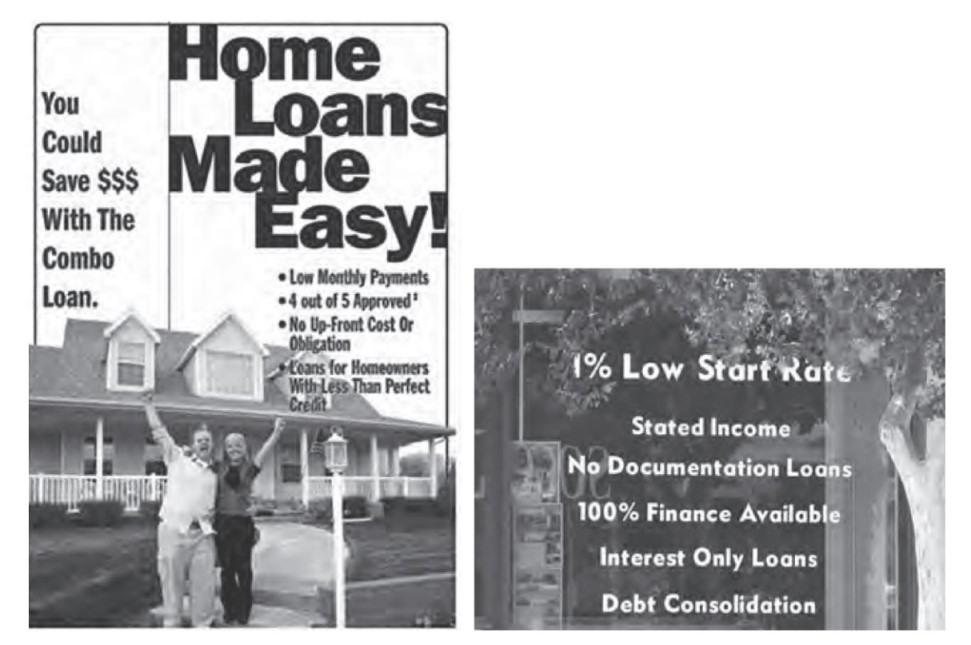 You
Could
Save $$$
With The
Combo
Loan.
Home
Loans
Made
Easy!
• Low Monthly Payments
• 4 out of 5 Approved
• No Up-Front Cost Or
Obligation
• Loans for Homeowners
With Less Than Perfect
Credit
1% Low Start Rate
Stated Income
No Documentation Loans
100% Finance Available
Interest Only Loans
Debt Consolidation